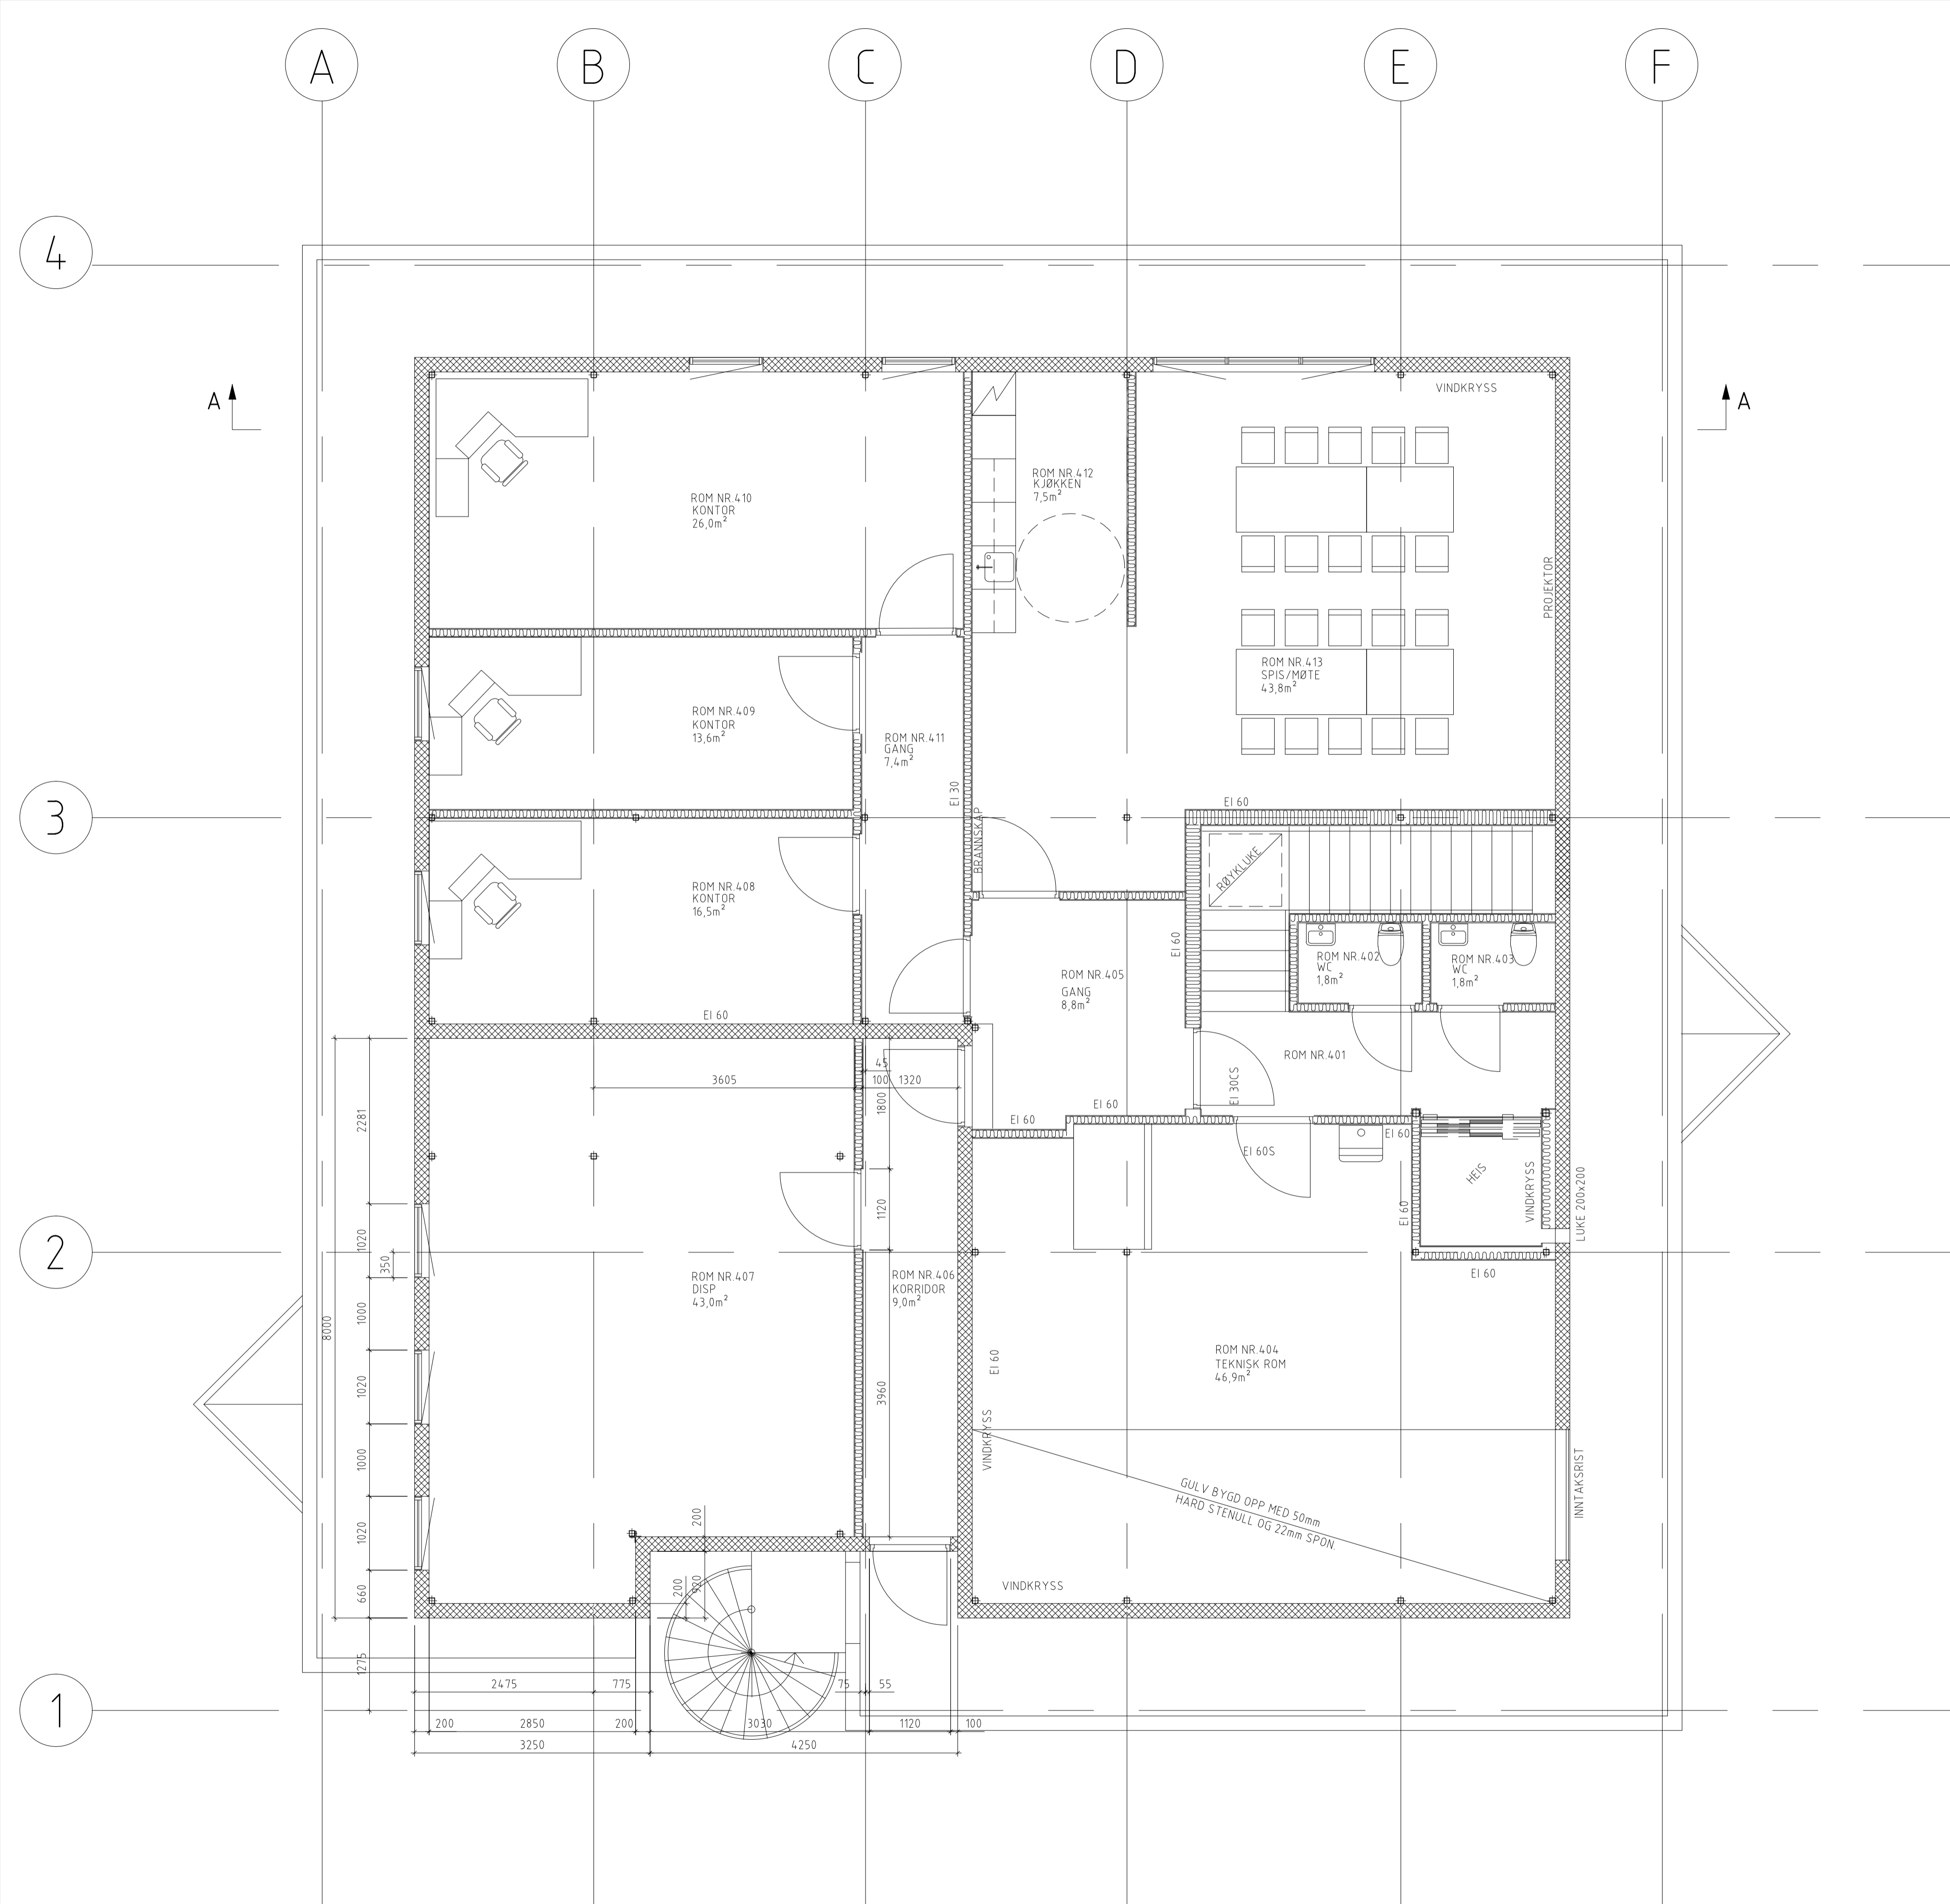 A B C D E F
4
A A
VINDKRYSS
ROM NR.412
KJØKKEN
7,5m²
ROM NR.410
KONTOR
26,0m²
PROJEKTOR
ROM NR.413
SPIS/MØTE
43,8m²
ROM NR.409
KONTOR
13,6m²
ROM NR.411
GANG
7,4m²
EI 30
BRANNSKAP
EI 60
3
RØYKLUKE
ROM NR.408
KONTOR
16,5m²
EI 60
ROM NR.402
WC
1,8m²
ROM NR.403
WC
1,8m²
ROM NR.405
GANG
8,8m²
EI 60
ROM NR.401
EI 30CS
45
3605 100 1320
1800
2281
EI 60
EI 60
EI 60
EI 60S
HEIS
VINDKRYSS
LUKE 200x200
EI 60
1120
1020
350
2
EI 60
ROM NR.407
DISP
43,0m²
ROM NR.406
KORRIDOR
9,0m²
1000
8000
EI 60
ROM NR.404
TEKNISK ROM
46,9m²
1020
3960
VINDKRYSS
1000
INNTAKSRIST
GULV BYGD OPP MED 50mm
HARD STENULL OG 22mm SPON
200
1020
660
200
920
VINDKRYSS
1275
2475 775 75 55
1
200 2850 200 3030 1120 100
3250 4250